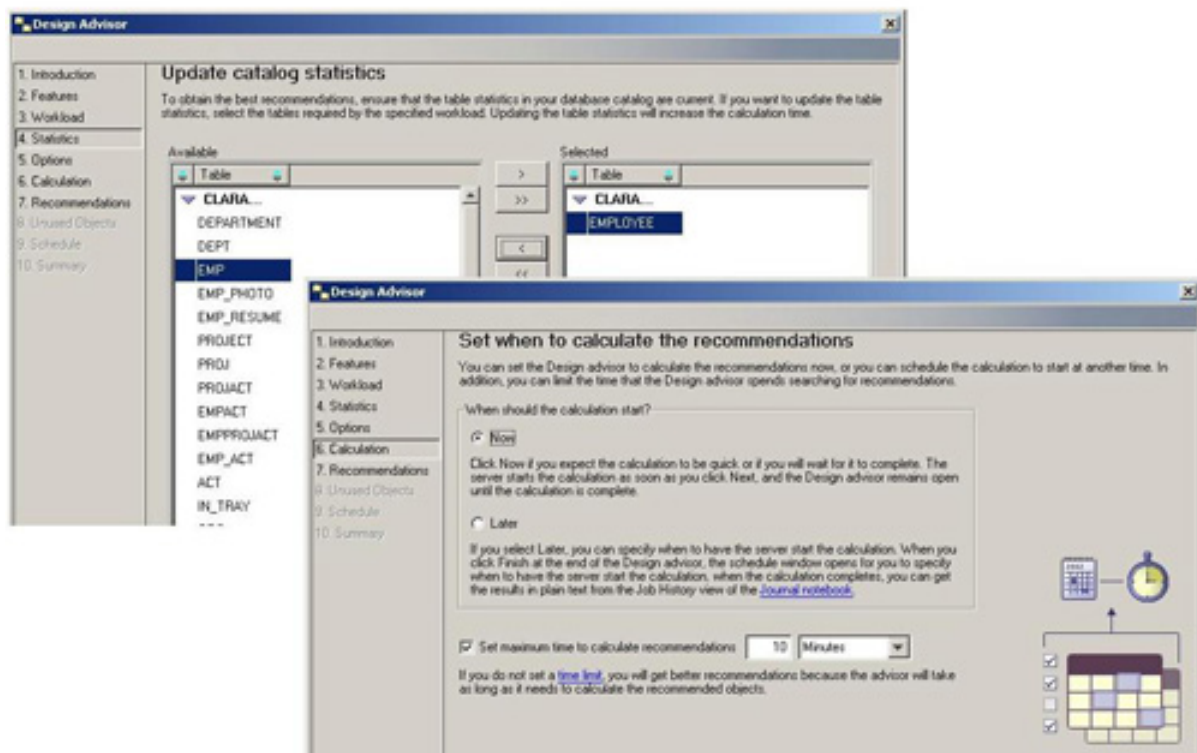 Design Advisor
1. Introduction
2. Features
3. Workload
4. Statistics
5. Options
6. Calculation
7. Recommendations
8. Unused Objects
9. Schedule
10. Summary
Update catalog statistics
To obtain the best recommendations, ensure that the table statistics in your database catalog are current. If you want to update the table
statistics, select the tables required by the specified workload. Updating the table statistics will increase the calculation time.
Available
Table
CLARA...
DEPARTMENT
DEPT
EMP
EMP_PHOTO
EMP_RESUME
PROJECT
PROJ
PROJACT
EMPACT
EMPPROJACT
EMP_ACT
ACT
IN_TRAY
>
>>
<
<<
Selected
Table
CLARA...
EMPLOYEE
Design Advisor
1. Introduction
2. Features
3. Workload
4. Statistics
5. Options
6. Calculation
7. Recommendations
8. Unused Objects
9. Schedule
10. Summary
Set when to calculate the recommendations
You can set the Design advisor to calculate the recommendations now, or you can schedule the calculation to start at another time. In
addition, you can limit the time that the Design advisor spends searching for recommendations.
When should the calculation start?
Now
Click Now if you expect the calculation to be quick or if you will wait for it to complete. The
server starts the calculation as soon as you click Next, and the Design advisor remains open
until the calculation is complete.
Later
If you select Later, you can specify when to have the server start the calculation. When you
click Finish at the end of the Design advisor, the schedule window opens for you to specify
when to have the server start the calculation, when the calculation completes, you can get
the results in plain text from the Job History view of the Journal notebook.
Set maximum time to calculate recommendations 10 Minutes
If you do not set a time limit, you will get better recommendations because the advisor will take
as long as it needs to calculate the recommended objects.